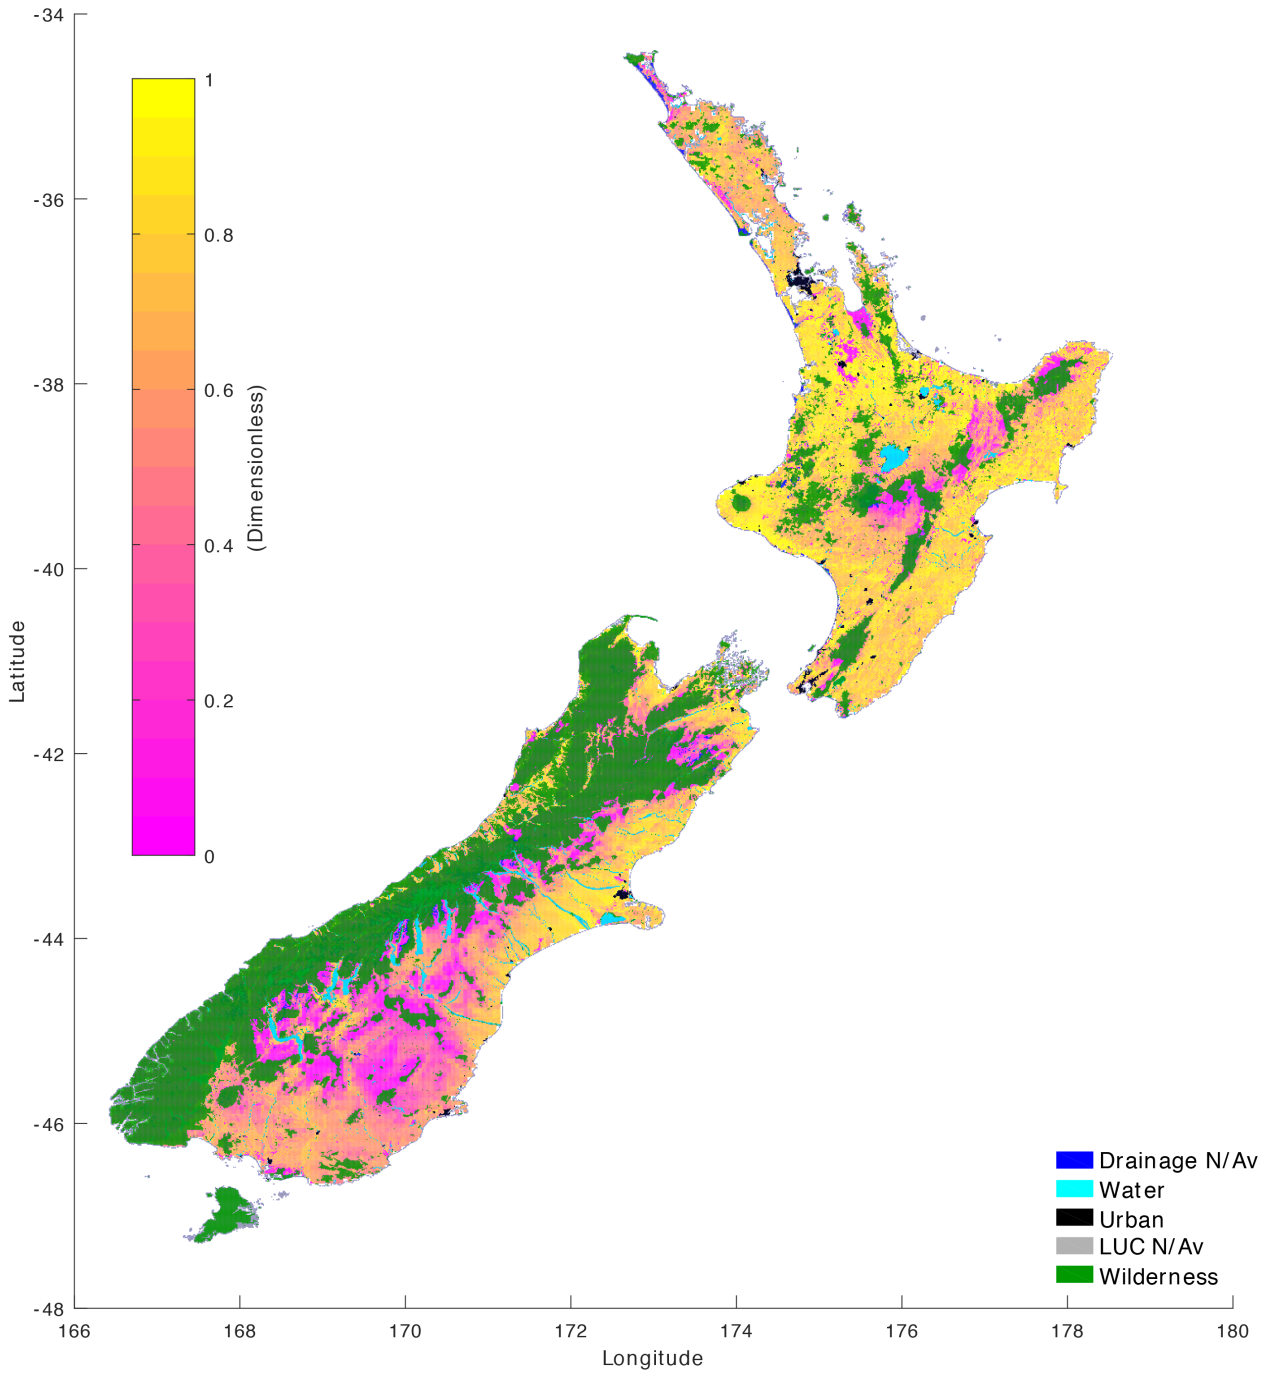 -34
-36
-38
-40
-42
-44
-46
-48
Latitude
1
0.8
0.6
0.4
0.2
0
(Dimensionless)
Drainage N/Av
Water
Urban
LUC N/Av
Wilderness
166 168 170 172 174 176 178 180
Longitude